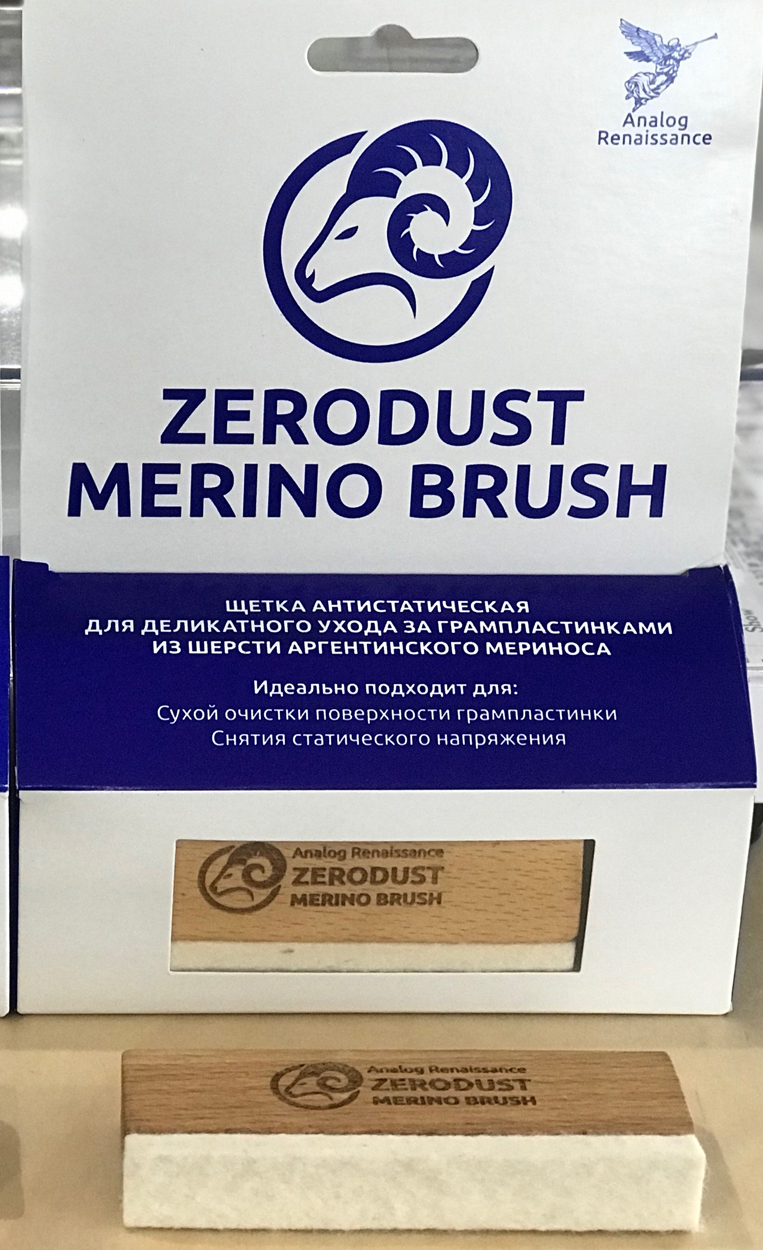 Analog
Renaissance
ZERODUST
MERINO BRUSH
ЩЕТКА АНТИСТАТИЧЕСКАЯ
ДЛЯ ДЕЛИКАТНОГО УХОДА ЗА ГРАМПЛАСТИНКАМИ
ИЗ ШЕРСТИ АРГЕНТИНСКОГО МЕРИНОСА
Идеально подходит для:
Сухой очистки поверхности грампластинки
Снятия статического напряжения
Analog Renaissance
ZERODUST
MERINO BRUSH
Analog Renaissance
ZERODUST
MERINO BRUSH